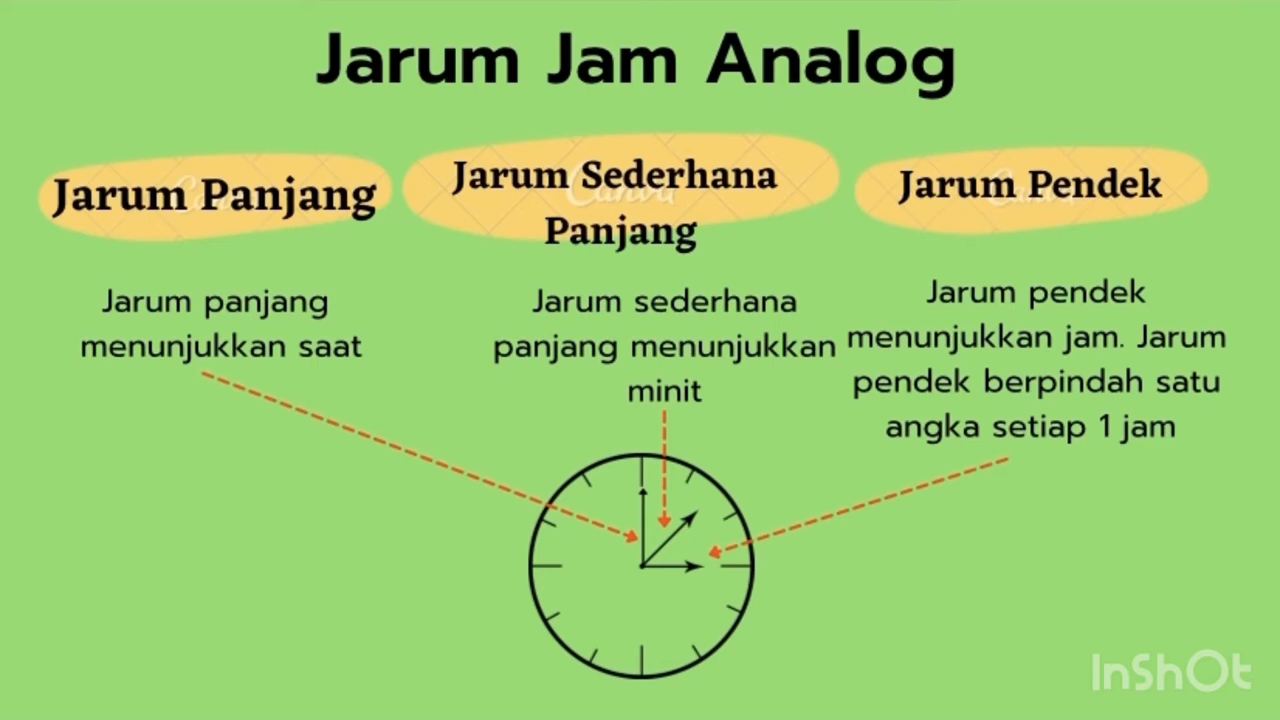 Jarum Jam Analog
Jarum Panjang
Jarum Sederhana
Panjang
Jarum Pendek
Jarum panjang
menunjukkan saat
Jarum sederhana
panjang menunjukkan
minit
Jarum pendek
menunjukkan jam. Jarum
pendek berpindah satu
angka setiap 1 jam
InShOt